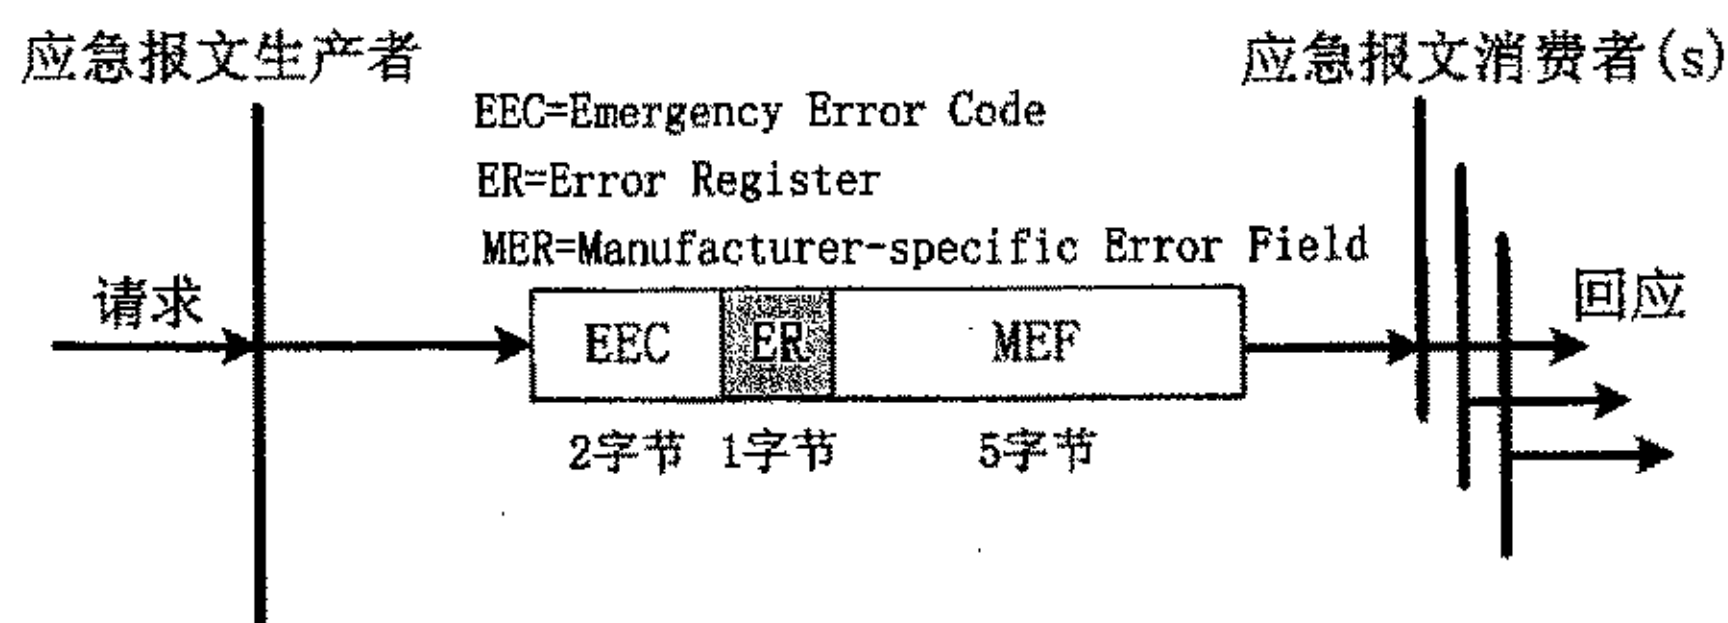 应急报文生产者
应急报文消费者(s)
EEC=Emergency Error Code
ER=Error Register
MER=Manufacturer-specific Error Field
请求
EEC
ER
MEF
回应
2字节
1字节
5字节